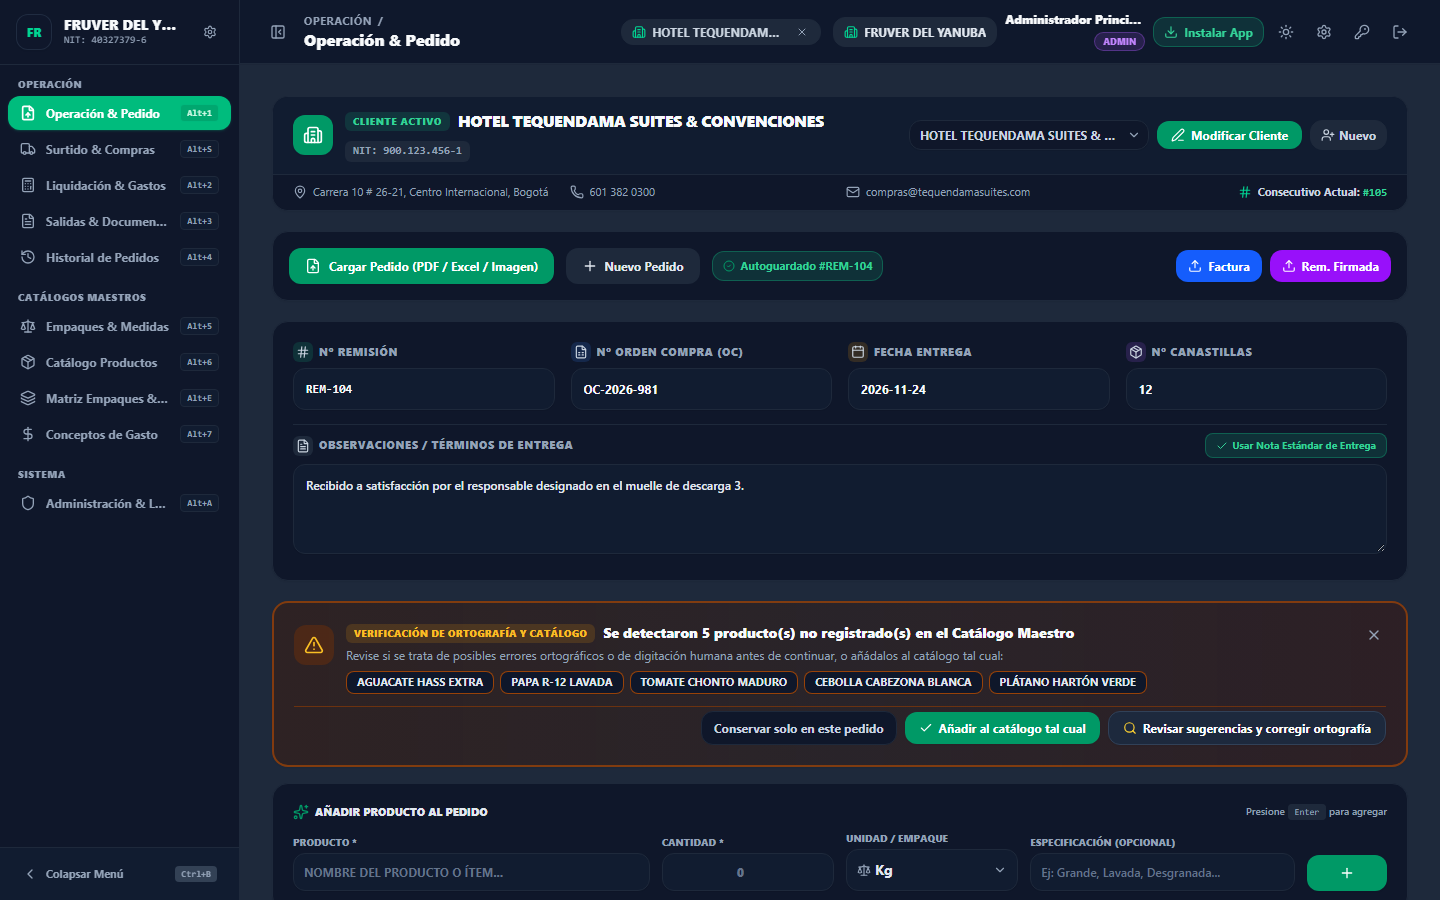 FR
FRUVER DEL Y...
NIT: 40327379-6
OPERACIÓN
Operación & Pedido Alt+1
Surtido & Compras Alt+S
Liquidación & Gastos Alt+2
Salidas & Documen... Alt+3
Historial de Pedidos Alt+4
CATÁLOGOS MAESTROS
Empaques & Medidas Alt+5
Catálogo Productos Alt+6
Matriz Empaques &... Alt+E
Conceptos de Gasto Alt+7
SISTEMA
Administración & L... Alt+A
Colapsar Menú Ctrl+B
OPERACIÓN /
Operación & Pedido
HOTEL TEQUENDAM...
FRUVER DEL YANUBA
Administrador Princi...
ADMIN
Instalar App
CLIENTE ACTIVO HOTEL TEQUENDAMA SUITES & CONVENCIONES
NIT: 900.123.456-1
HOTEL TEQUENDAMA SUITES & ...
Modificar Cliente
Nuevo
Carrera 10 # 26-21, Centro Internacional, Bogotá
601 382 0300
compras@tequendamasuites.com
Consecutivo Actual: #105
Cargar Pedido (PDF / Excel / Imagen)
Nuevo Pedido
Autoguardado #REM-104
Factura
Rem. Firmada
Nº REMISIÓN
REM-104
Nº ORDEN COMPRA (OC)
OC-2026-981
FECHA ENTREGA
2026-11-24
Nº CANASTILLAS
12
OBSERVACIONES / TÉRMINOS DE ENTREGA
Usar Nota Estándar de Entrega
Recibido a satisfacción por el responsable designado en el muelle de descarga 3.
VERIFICACIÓN DE ORTOGRAFÍA Y CATÁLOGO Se detectaron 5 producto(s) no registrado(s) en el Catálogo Maestro
Revise si se trata de posibles errores ortográficos o de digitación humana antes de continuar, o añádalos al catálogo tal cual:
AGUACATE HASS EXTRA
PAPA R-12 LAVADA
TOMATE CHONTO MADURO
CEBOLLA CABEZONA BLANCA
PLÁTANO HARTÓN VERDE
Conservar solo en este pedido
Añadir al catálogo tal cual
Revisar sugerencias y corregir ortografía
AÑADIR PRODUCTO AL PEDIDO
Presione Enter para agregar
PRODUCTO *
NOMBRE DEL PRODUCTO O ÍTEM...
CANTIDAD *
0
UNIDAD / EMPAQUE
Kg
ESPECIFICACIÓN (OPCIONAL)
Ej: Grande, Lavada, Desgranada...